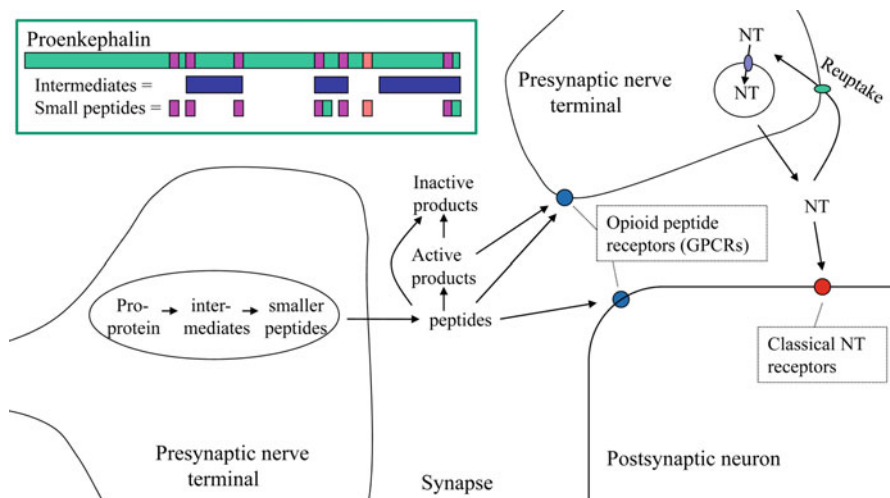 Proenkephalin
Intermediates =
Small peptides =
Presynaptic nerve
terminal
NT
NT
Reuptake
NT
Inactive
products
Active
products
peptides
Opioid peptide
receptors (GPCRs)
Pro-
protein
inter-
mediates
smaller
peptides
Classical NT
receptors
Presynaptic nerve
terminal
Synapse
Postsynaptic neuron